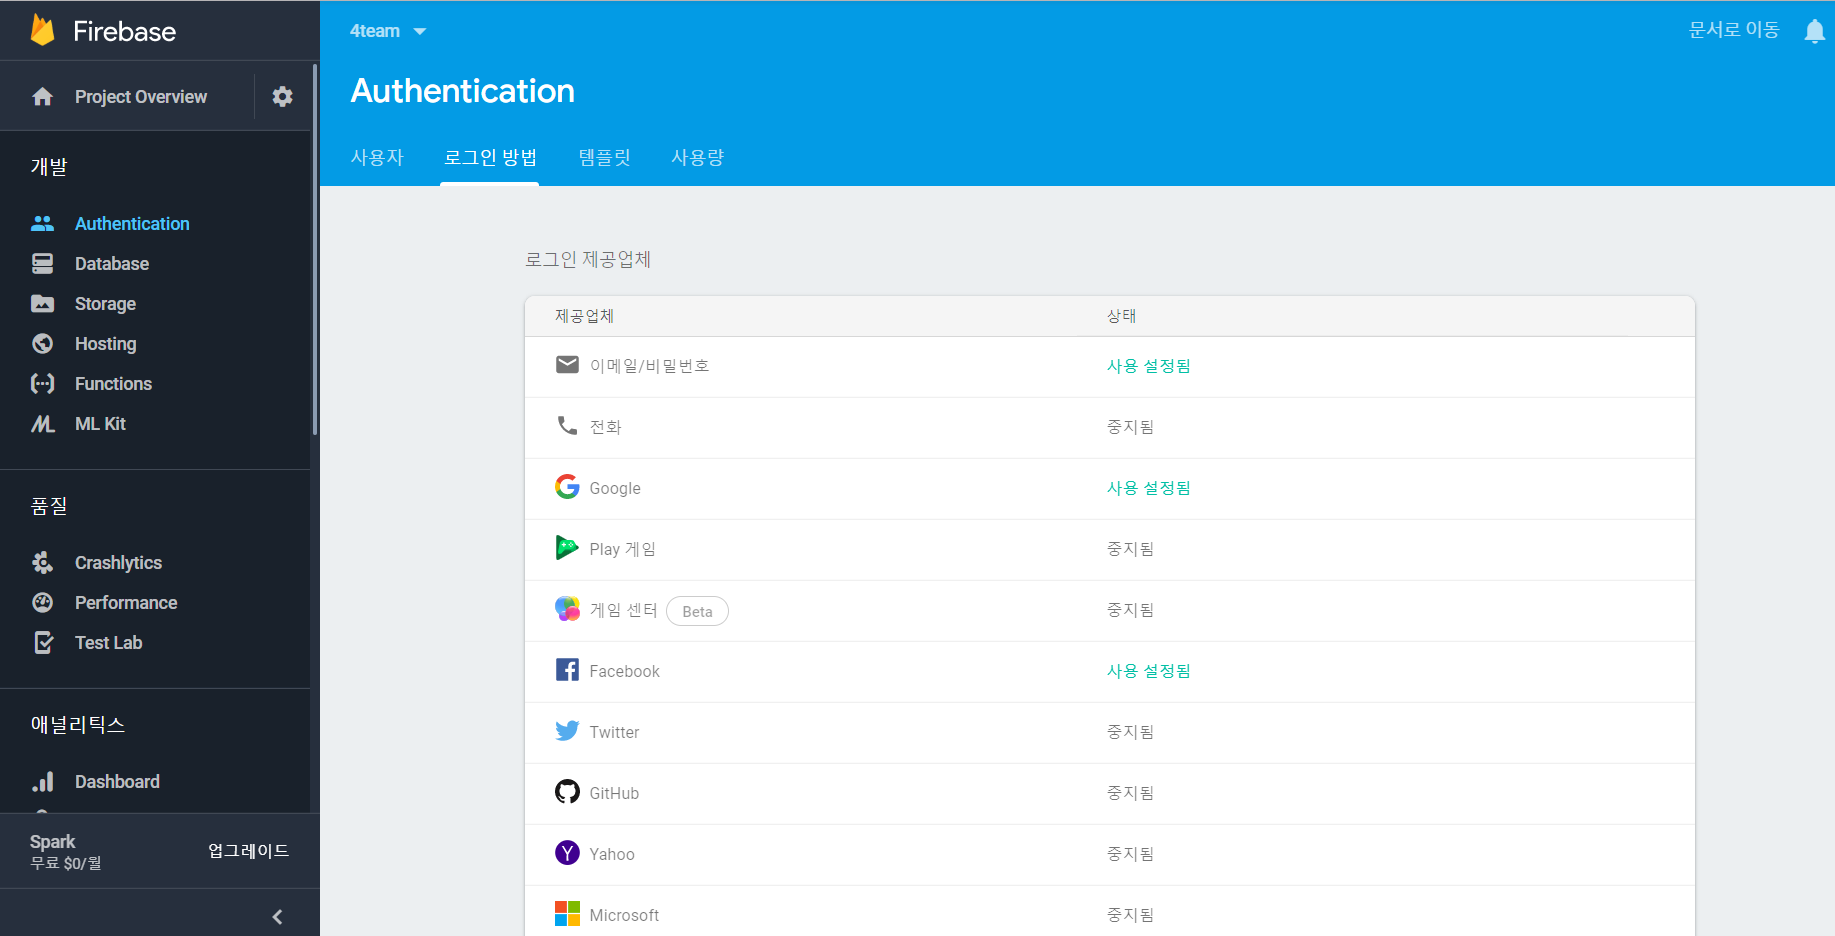 Firebase
Project Overview
개발
Authentication
Database
Storage
Hosting
Functions
ML Kit
품질
Crashlytics
Performance
Test Lab
애널리틱스
Dashboard
Spark
무료 $0/월
업그레이드
4team
문서로 이동
Authentication
사용자 로그인 방법 템플릿 사용량
로그인 제공업체
제공업체 상태
이메일/비밀번호 사용 설정됨
전화 중지됨
Google 사용 설정됨
Play 게임 중지됨
게임 센터 Beta 중지됨
Facebook 사용 설정됨
Twitter 중지됨
GitHub 중지됨
Yahoo 중지됨
Microsoft 중지됨